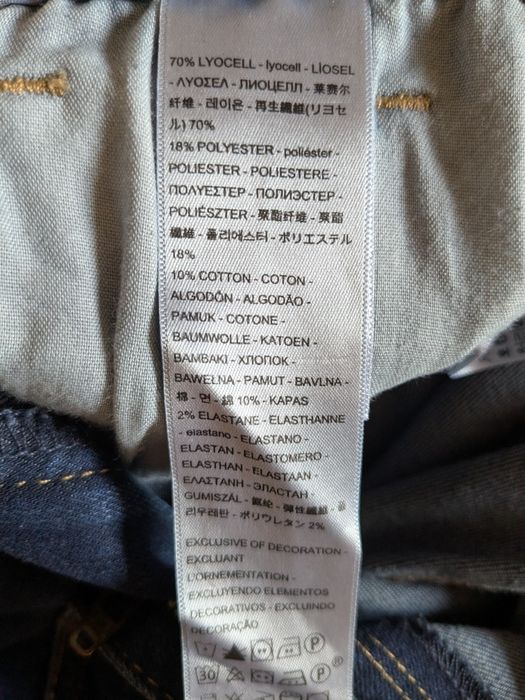 70% LYOCELL - lyocell - LİOSEL
- ΛΥΟΣΕΛ - ЛИОЦЕЛЛ - 莱赛尔
纤维 - 레이온 - 再生繊維(リヨセ
ル) 70%
18% POLYESTER - poliéster -
POLIESTER - POLIESTERE -
ΠΟΛΥΕΣΤΕΡ - ПОЛИЭСТЕР -
POLIÉSZTER - 聚酯纤维 - 聚酯
纖維 - 폴리에스터 - ポリエステル
18%
10% COTTON - COTON -
ALGODÓN - ALGODÃO -
PAMUK - COTONE -
BAUMWOLLE - KATOEN -
ΒΑΜΒΑΚΙ - ХЛОПОК -
BAWEŁNA - PAMUT - BAVLNA -
棉 - 면 - 綿 10% - KAPAS
2% ELASTANE - ELASTHANNE
- elastano - ELASTANO -
ELASTAN - ELASTOMERO -
ELASTHAN - ELASTAAN -
ΕΛΑΣΤΑΝΗ - ЭЛАСТАН -
GUMISZÁL - 氨纶 - 弹性纖維 -
리우레탄 - ポリウレタン 2%
EXCLUSIVE OF DECORATION -
EXCLUANT
L'ORNEMENTATION -
EXCLUYENDO ELEMENTOS
DECORATIVOS - EXCLUINDO
DECORAÇÃO
P
30 P ®